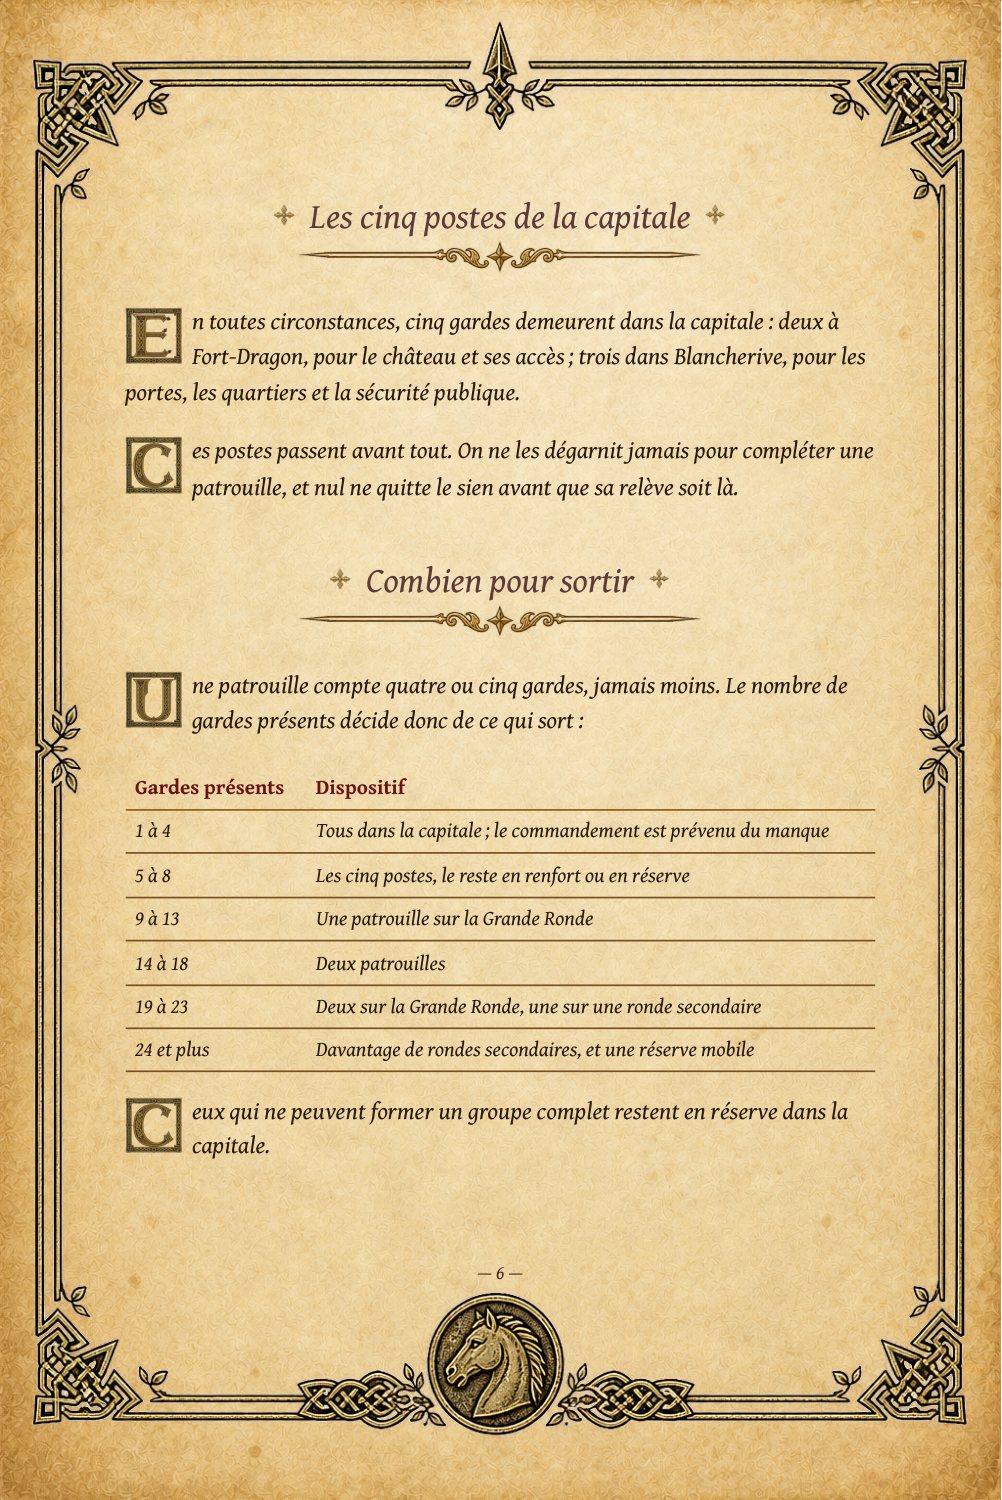 Les cinq postes de la capitale
En toutes circonstances, cinq gardes demeurent dans la capitale : deux à
Fort-Dragon, pour le château et ses accès ; trois dans Blancherive, pour les
portes, les quartiers et la sécurité publique.
Ces postes passent avant tout. On ne les dégarnit jamais pour compléter une
patrouille, et nul ne quitte le sien avant que sa relève soit là.
Combien pour sortir
Une patrouille compte quatre ou cinq gardes, jamais moins. Le nombre de
gardes présents décide donc de ce qui sort :
Gardes présents Dispositif
1 à 4 Tous dans la capitale ; le commandement est prévenu du manque
5 à 8 Les cinq postes, le reste en renfort ou en réserve
9 à 13 Une patrouille sur la Grande Ronde
14 à 18 Deux patrouilles
19 à 23 Deux sur la Grande Ronde, une sur une ronde secondaire
24 et plus Davantage de rondes secondaires, et une réserve mobile
Ceux qui ne peuvent former un groupe complet restent en réserve dans la
capitale.
— 6 —